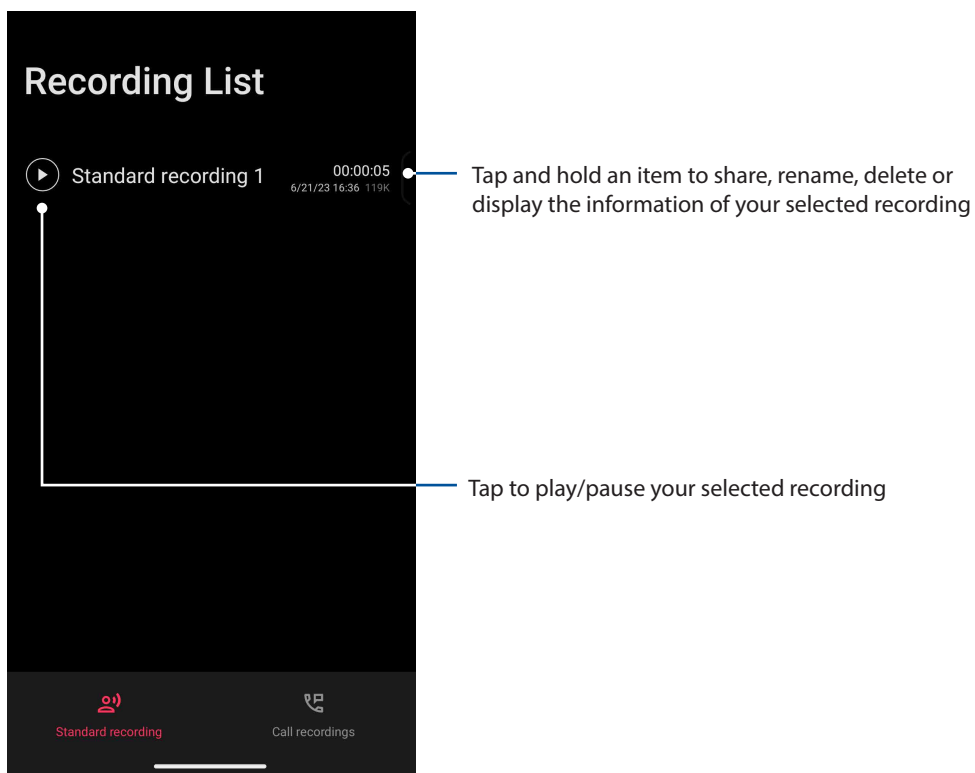 Recording List
Standard recording 1
00:00:05
6/21/23 16:36 119K
Tap and hold an item to share, rename, delete or
display the information of your selected recording
Tap to play/pause your selected recording
Standard recording
Call recordings